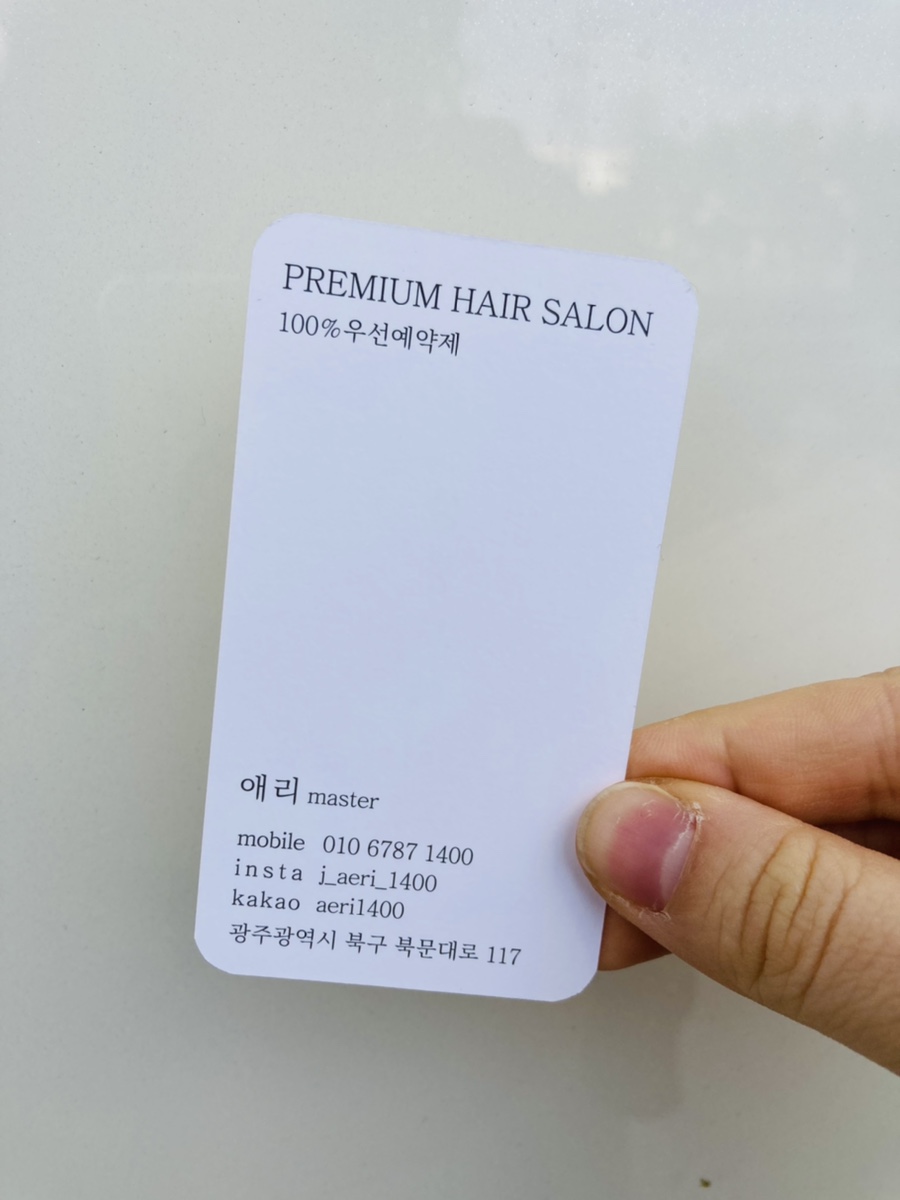 PREMIUM HAIR SALON
100%우선예약제
애리 master
mobile 010 6787 1400
insta j_aeri_1400
kakao aeri1400
광주광역시 북구 북문대로 117